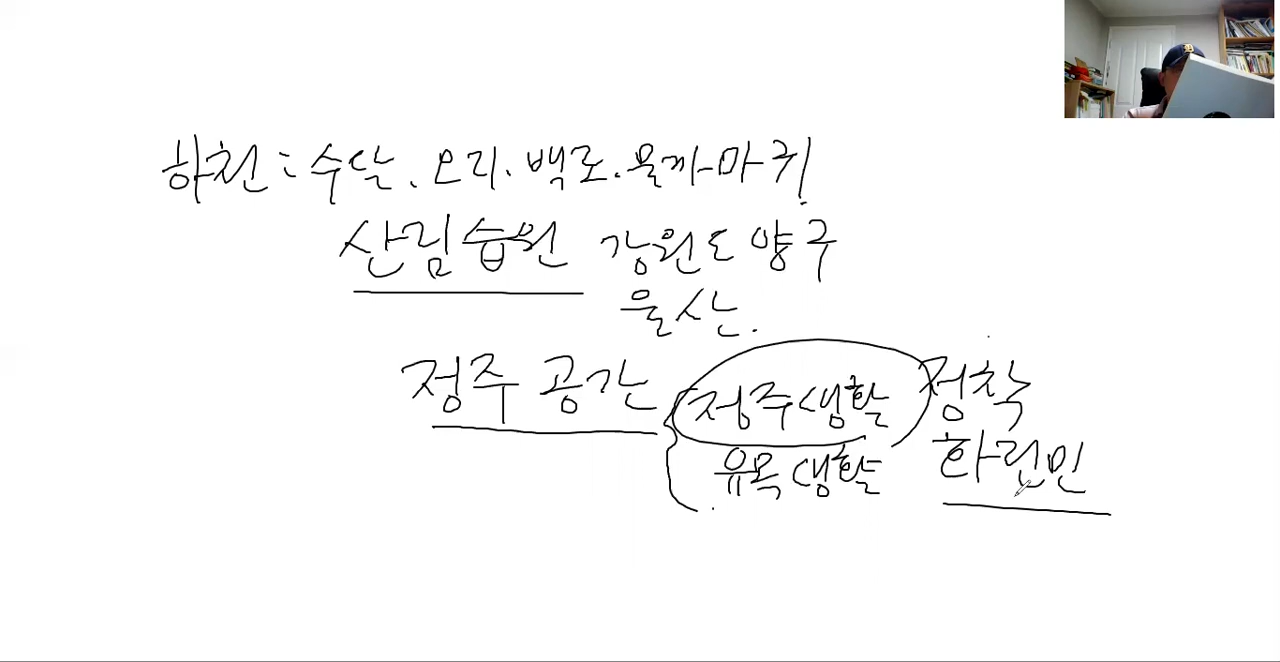 하천: 수달. 오리. 백로. 물까마귀.
산림습원 강원도 양구
울산.
정주 공간 { 정주생활 정착
유목생활 화전민